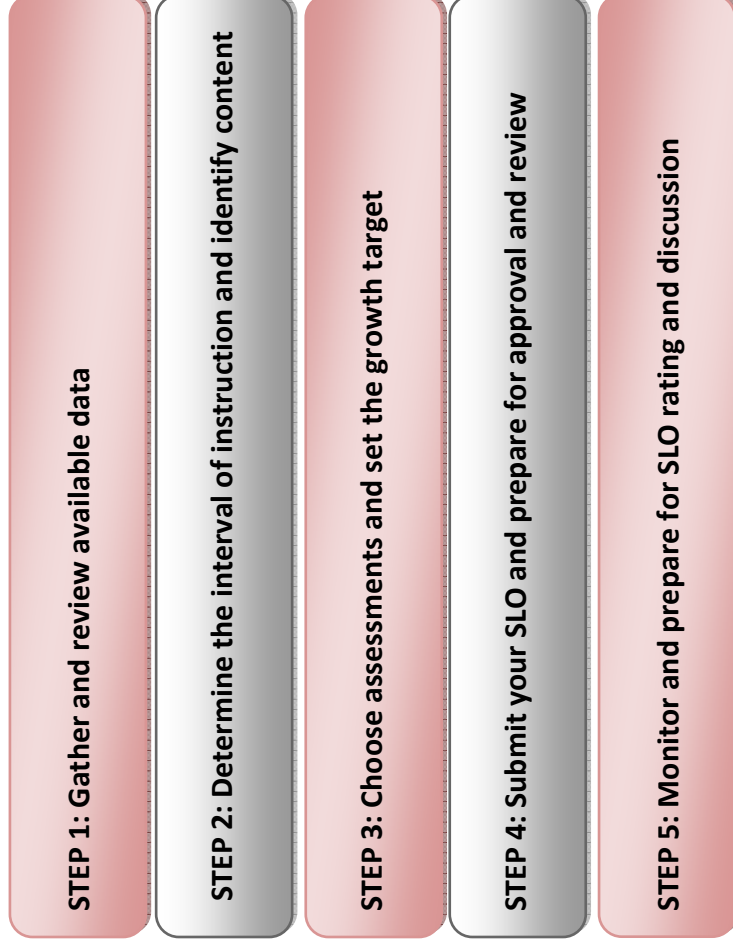 STEP 1: Gather and review available data
STEP 2: Determine the interval of instruction and identify content
STEP 3: Choose assessments and set the growth target
STEP 4: Submit your SLO and prepare for approval and review
STEP 5: Monitor and prepare for SLO rating and discussion